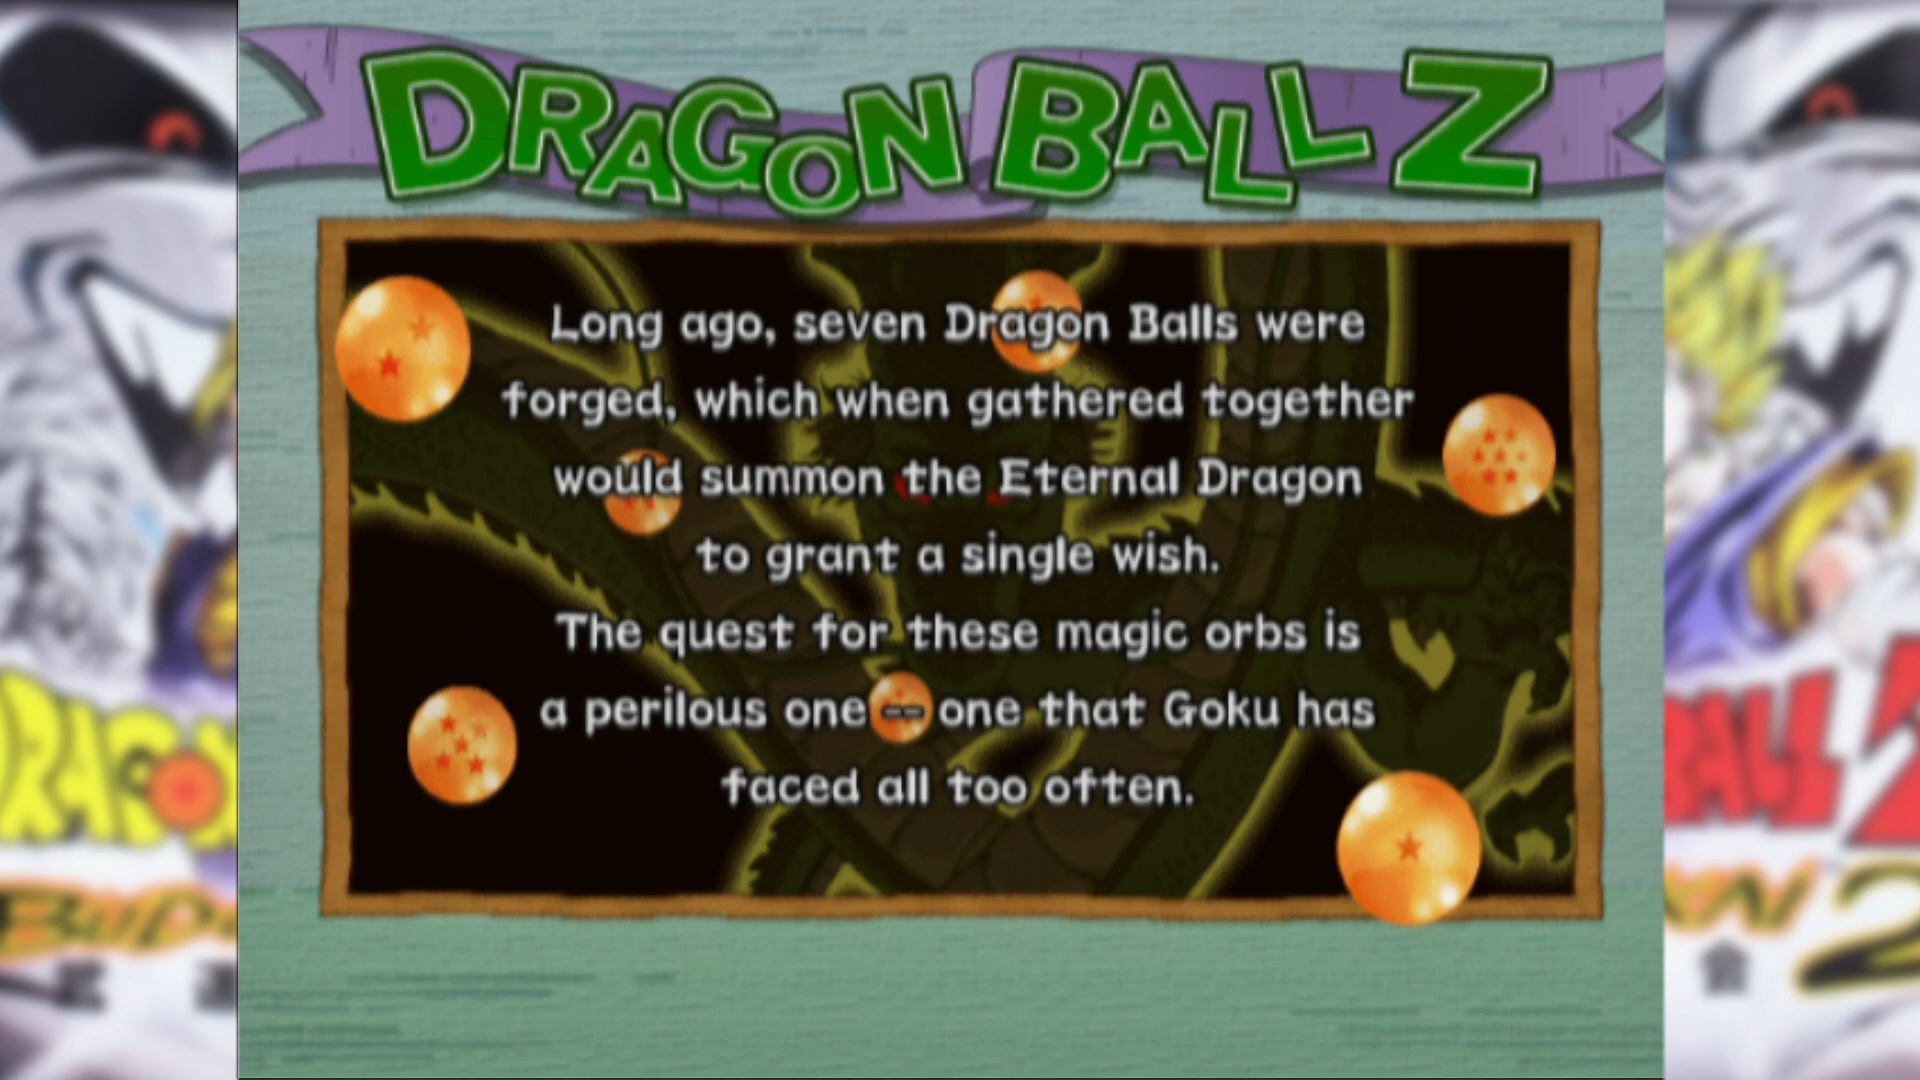 DRAGON BALL Z
Long ago, seven Dragon Balls were
forged, which when gathered together
would summon the Eternal Dragon
to grant a single wish.
The quest for these magic orbs is
a perilous one -- one that Goku has
faced all too often.